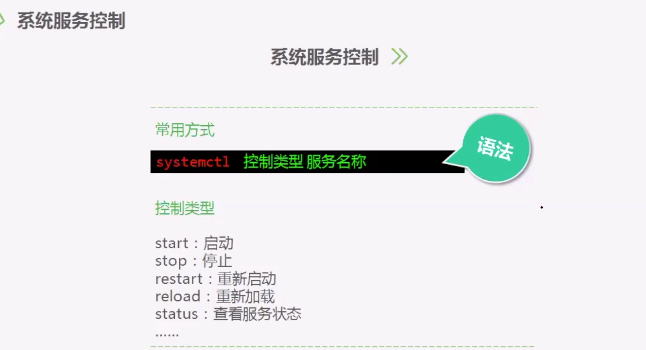 系统服务控制
系统服务控制
常用方式
语法
systemctl 控制类型 服务名称
控制类型
start：启动
stop：停止
restart：重新启动
reload：重新加载
status：查看服务状态
......